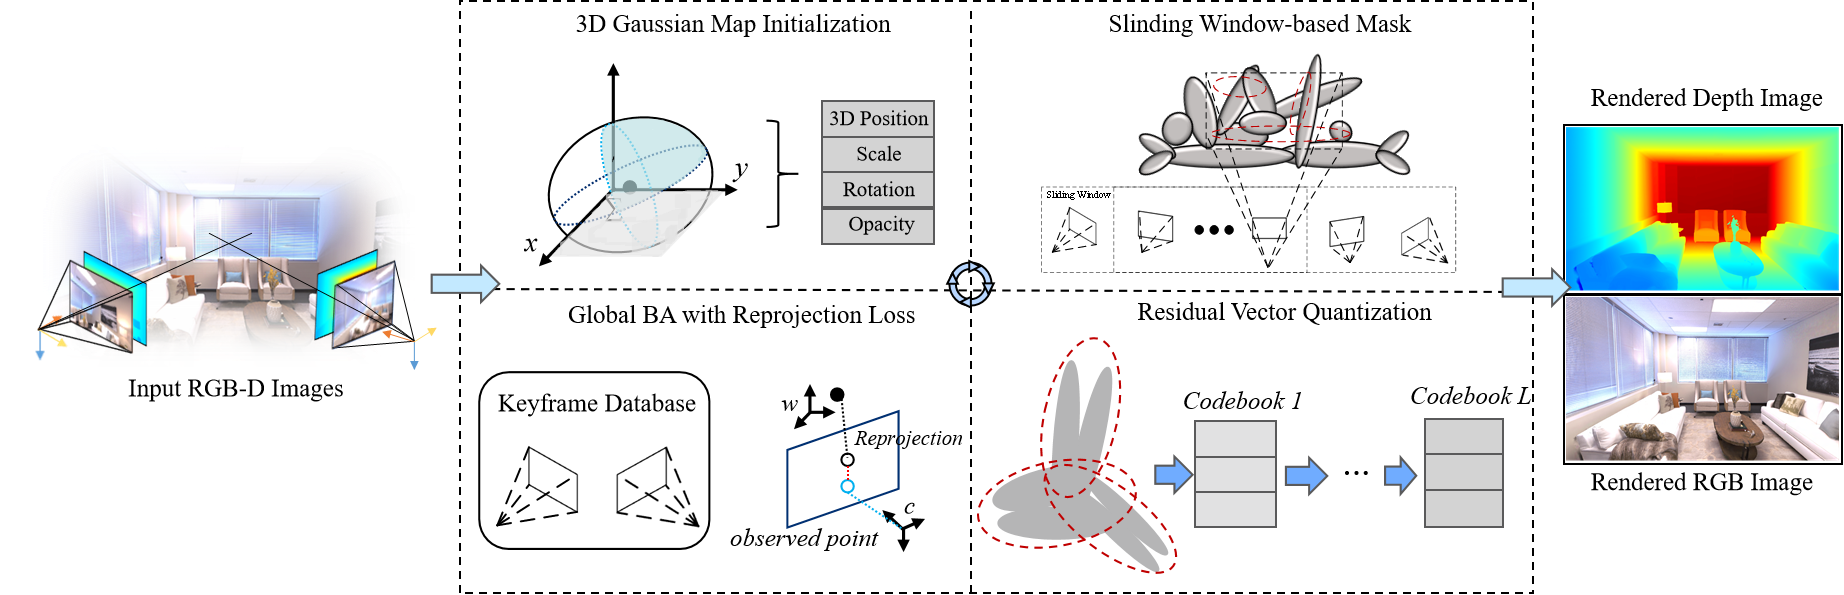 3D Gaussian Map Initialization
Slinding Window-based Mask
Rendered Depth Image
3D Position
Scale
Rotation
Opacity
y
x
Sliding Window
Input RGB-D Images
Global BA with Reprojection Loss
Residual Vector Quantization
Keyframe Database
w
Reprojection
c
observed point
Codebook 1
...
Codebook L
Rendered RGB Image